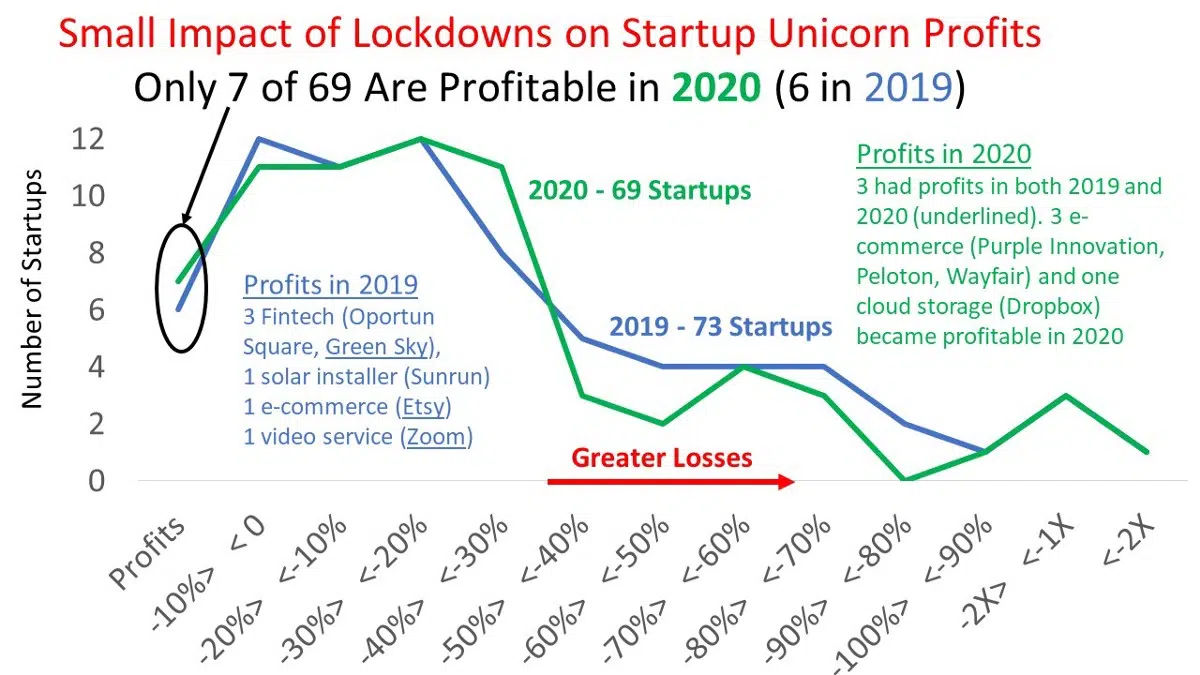 Small Impact of Lockdowns on Startup Unicorn Profits
Only 7 of 69 Are Profitable in 2020 (6 in 2019)
Number of Startups
12
10
8
6
4
2
0
2020 - 69 Startups
2019 - 73 Startups
Profits in 2020
3 had profits in both 2019 and
2020 (underlined). 3 e-
commerce (Purple Innovation,
Peloton, Wayfair) and one
cloud storage (Dropbox)
became profitable in 2020
Profits in 2019
3 Fintech (Oportun
Square, Green Sky),
1 solar installer (Sunrun)
1 e-commerce (Etsy)
1 video service (Zoom)
Greater Losses
Profits
-10%> < 0
-20%> <-10%
-30%> <-20%
-40%> <-30%
-50%> <-40%
-60%> <-50%
-70%> <-60%
-80%> <-70%
-90%> <-80%
-100%> <-90%
-2X> <-1X
<-2X